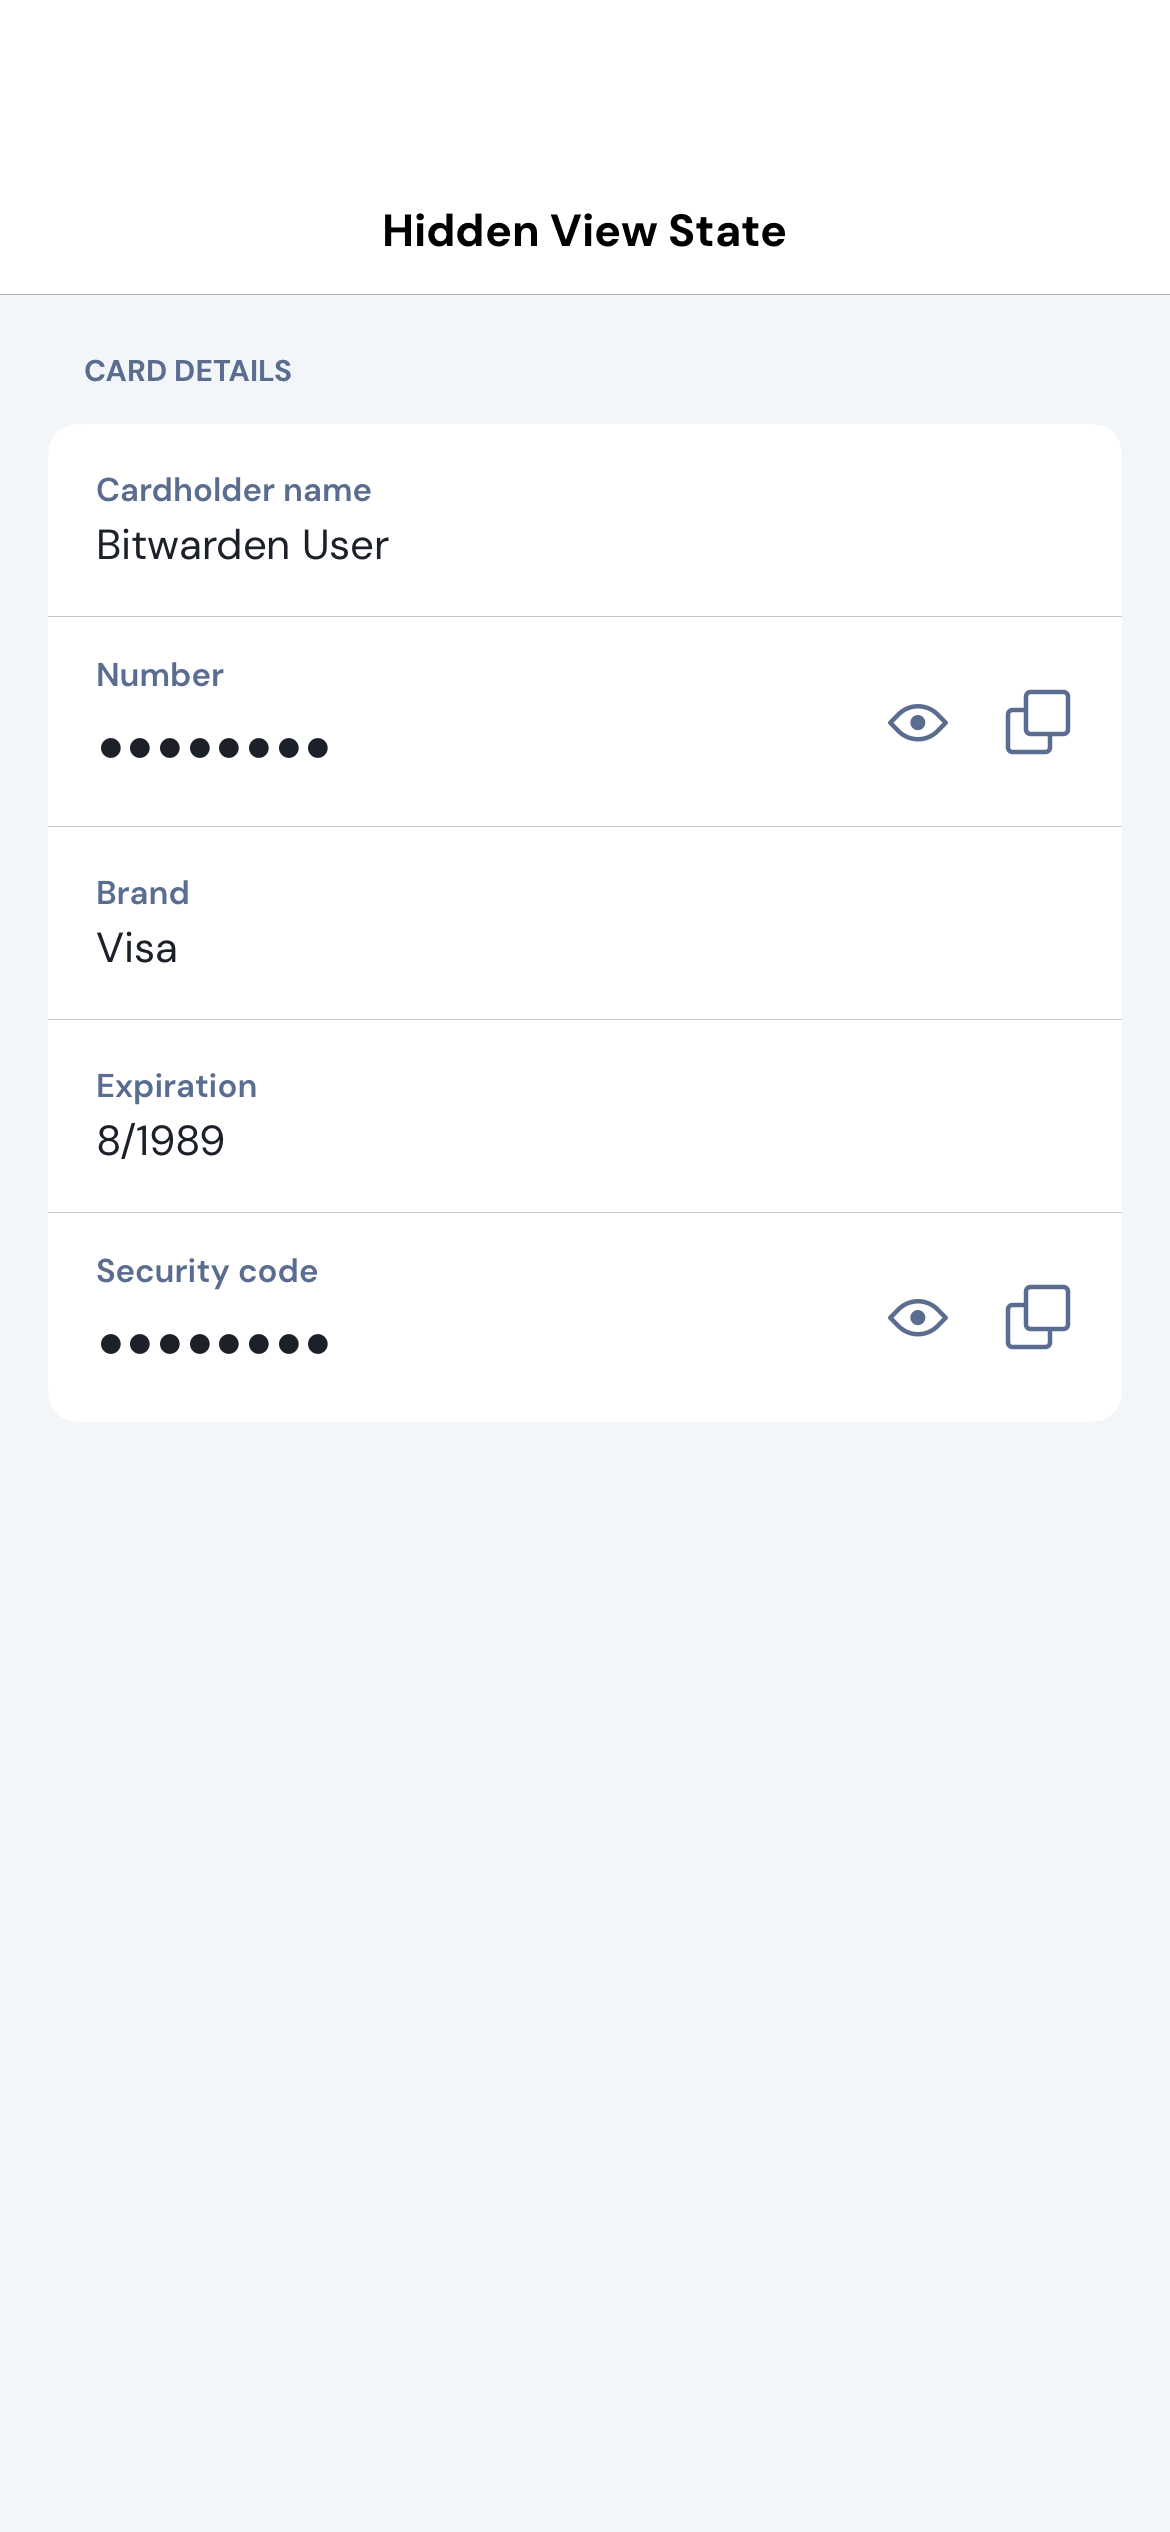 Hidden View State
CARD DETAILS
Cardholder name
Bitwarden User
Number
●●●●●●●●
Brand
Visa
Expiration
8/1989
Security code
●●●●●●●●